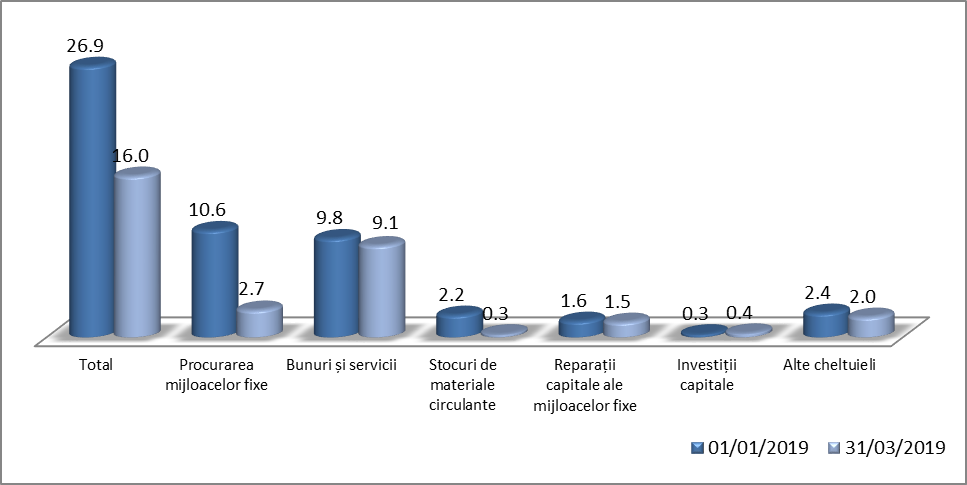 26.9
16.0
10.6
2.7
9.8
9.1
2.2
0.3
1.6
1.5
0.3
0.4
2.4
2.0
Total
Procurarea
mijloacelor fixe
Bunuri și servicii
Stocuri de
materiale
circulante
Reparații
capitale ale
mijloacelor fixe
Investiții
capitale
Alte cheltuieli
01/01/2019
31/03/2019